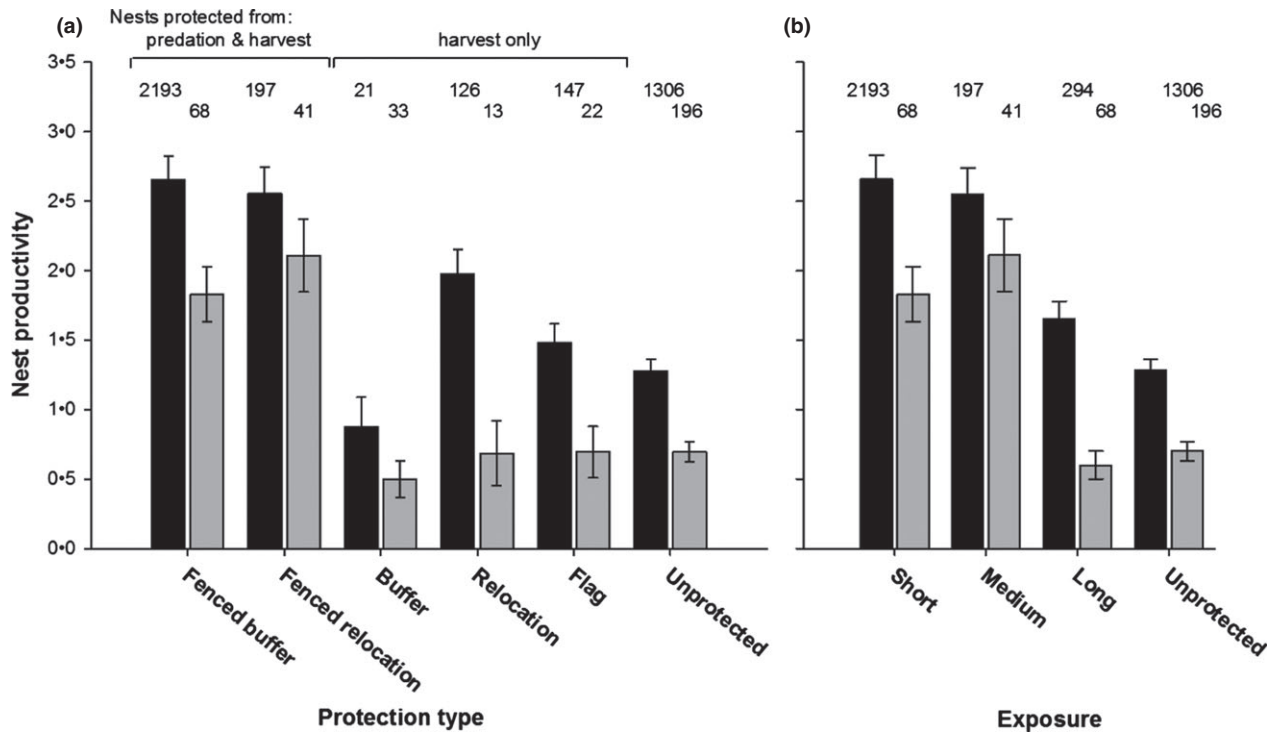 (a)
Nests protected from:
predation & harvest
harvest only
2193 197 21 126 147 1306
68 41 33 13 22 196
3·5
3·0
2·5
2·0
1·5
1·0
0·5
0·0
Nest productivity
Fenced buffer
Fenced relocation
Buffer
Relocation
Flag
Unprotected
Protection type
(b)
2193 197 294 1306
68 41 68 196
Short
Medium
Long
Unprotected
Exposure